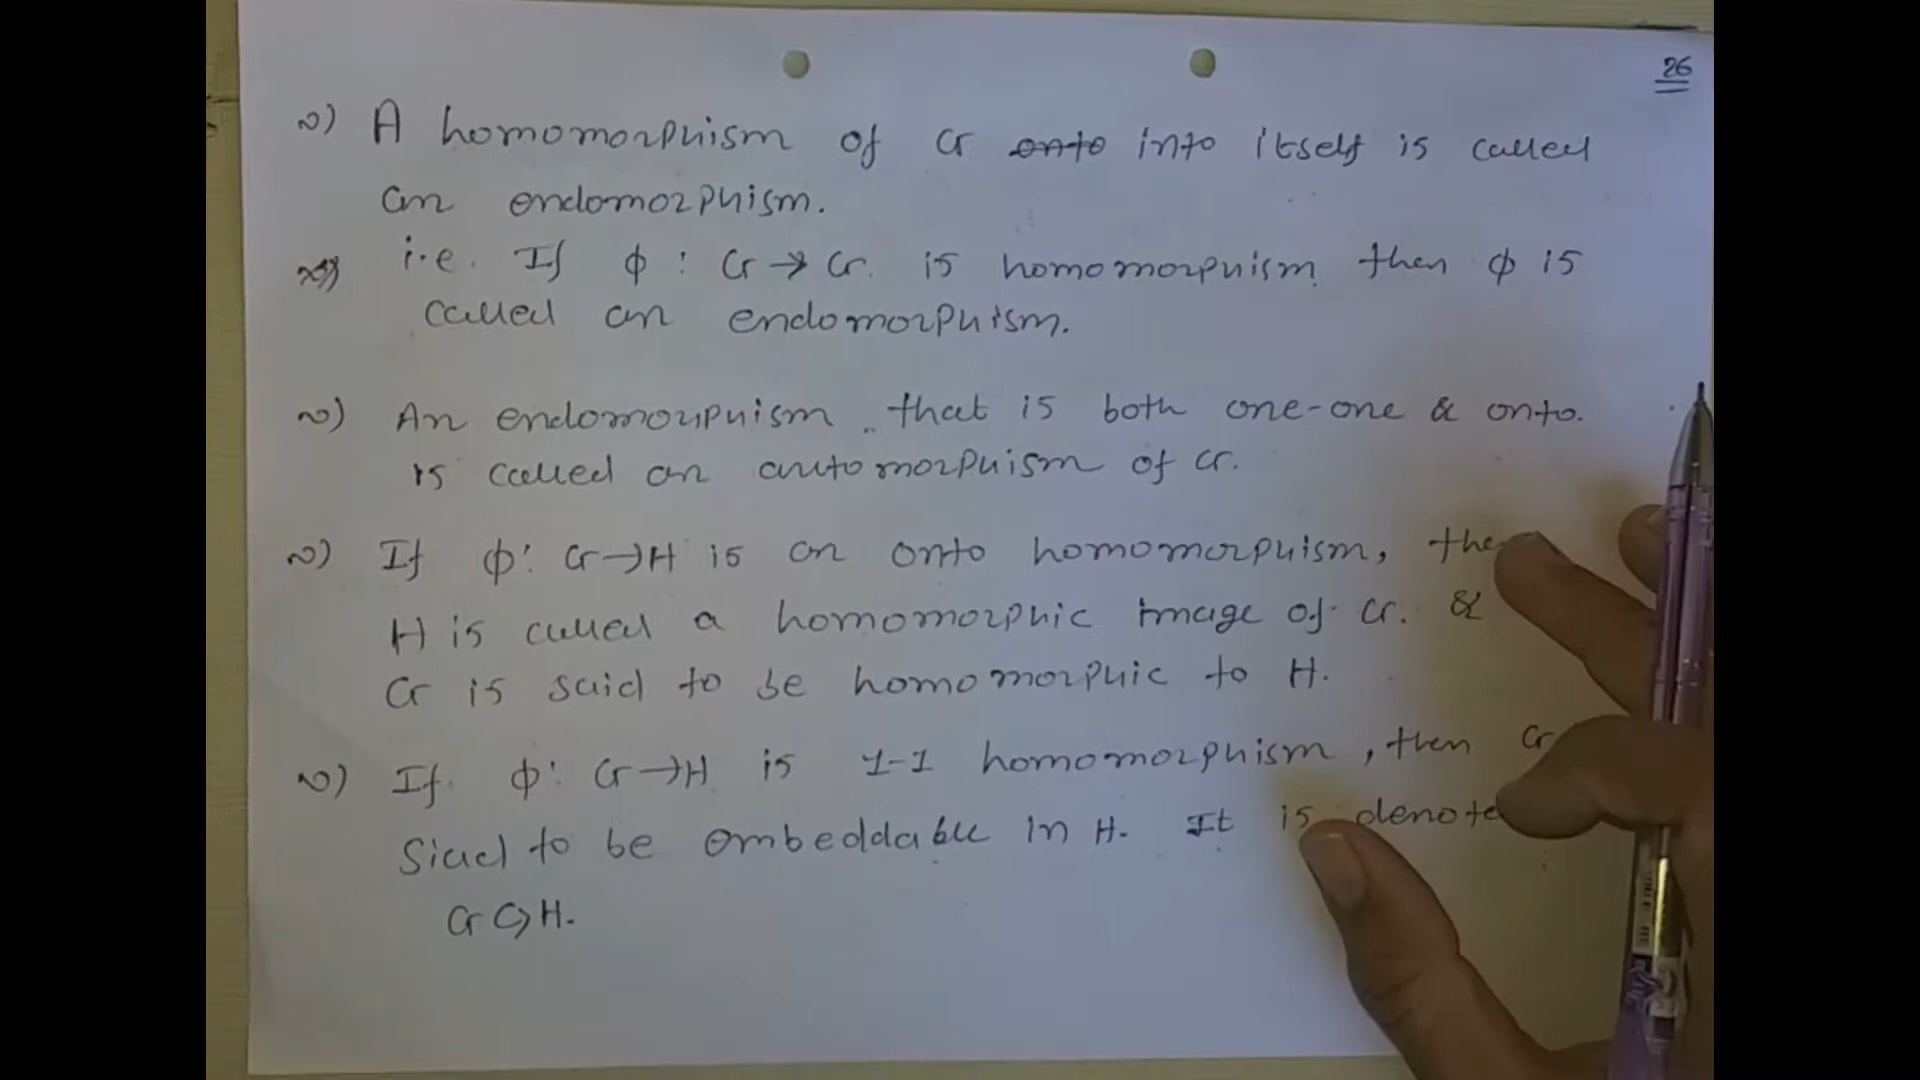 26
~) A homomorphism of G onto into itself is called
an endomorphism.
i.e. If ϕ : G → G. is homomorphism then ϕ is
called an endomorphism.
~) An endomorphism that is both one-one & onto.
is called an automorphism of G.
~) If ϕ: G→H is an onto homomorphism, the
H is called a homomorphic image of G. &
G is said to be homomorphic to H.
~) If ϕ: G→H is 1-1 homomorphism, then G
Siad to be embeddable in H. It is denote
G ↪ H.